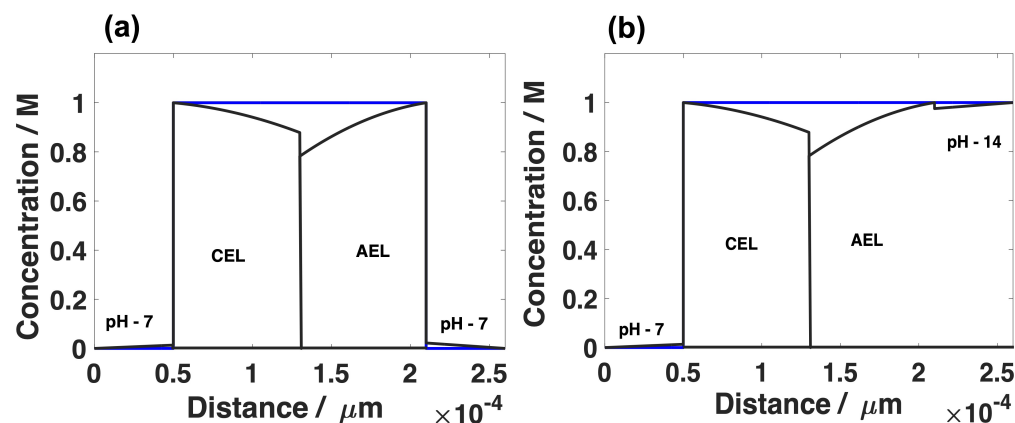 (a)
Concentration / M
1
0.8
0.6
0.4
0.2
0
pH - 7
CEL
AEL
pH - 7
0 0.5 1 1.5 2 2.5
Distance / μm
×10⁻⁴
(b)
Concentration / M
1
0.8
0.6
0.4
0.2
0
pH - 14
CEL
AEL
pH - 7
0 0.5 1 1.5 2 2.5
Distance / μm
×10⁻⁴